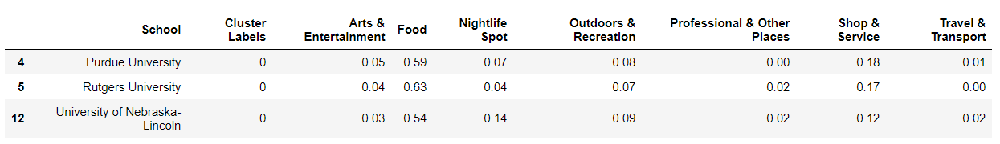 School Cluster Labels Arts & Entertainment Food Nightlife Spot Outdoors & Recreation Professional & Other Places Shop & Service Travel & Transport
4 Purdue University 0 0.05 0.59 0.07 0.08 0.00 0.18 0.01
5 Rutgers University 0 0.04 0.63 0.04 0.07 0.02 0.17 0.00
12 University of Nebraska-Lincoln 0 0.03 0.54 0.14 0.09 0.02 0.12 0.02